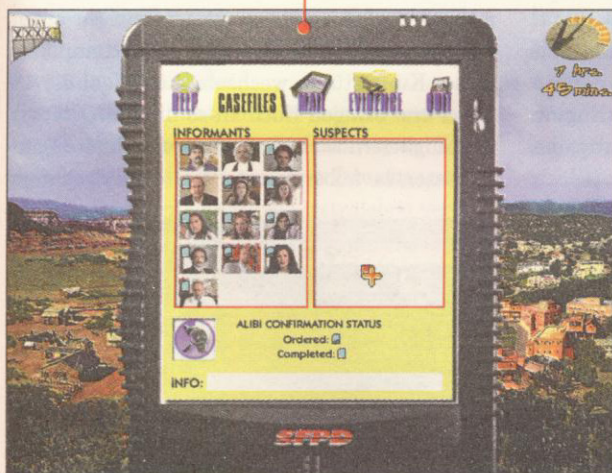 DAY
XXXX
7 hrs.
45 mins.
HELP CASEFILES MAIL EVIDENCE QUIT
INFORMANTS SUSPECTS
ALIBI CONFIRMATION STATUS
Ordered:
Completed:
INFO:
SFPD